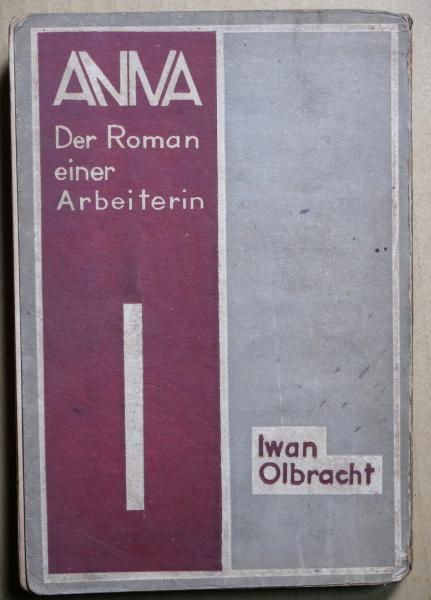 ANNA
Der Roman
einer
Arbeiterin
Iwan
Olbracht